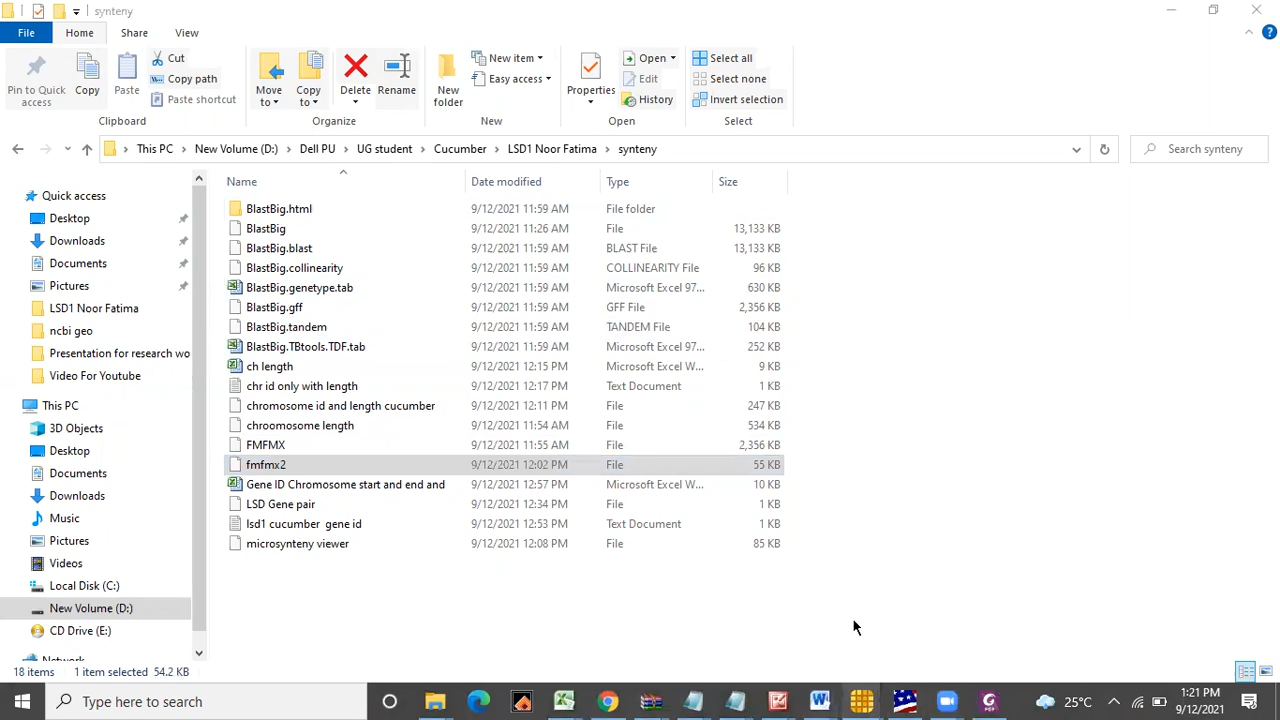 synteny
File Home Share View
Pin to Quick access
Copy
Paste
Cut
Copy path
Paste shortcut
Move to
Copy to
Delete
Rename
New folder
New item
Easy access
Properties
Open
Edit
History
Select all
Select none
Invert selection
Clipboard Organize New Open Select
This PC New Volume (D:) Dell PU UG student Cucumber LSD1 Noor Fatima synteny
Search synteny
Name Date modified Type Size
BlastBig.html 9/12/2021 11:59 AM File folder
BlastBig 9/12/2021 11:26 AM File 13,133 KB
BlastBig.blast 9/12/2021 11:59 AM BLAST File 13,133 KB
BlastBig.collinearity 9/12/2021 11:59 AM COLLINEARITY File 96 KB
BlastBig.genetype.tab 9/12/2021 11:59 AM Microsoft Excel 97... 630 KB
BlastBig.gff 9/12/2021 11:59 AM GFF File 2,356 KB
BlastBig.tandem 9/12/2021 11:59 AM TANDEM File 104 KB
BlastBig.TBtools.TDF.tab 9/12/2021 11:59 AM Microsoft Excel 97... 252 KB
ch length 9/12/2021 12:15 PM Microsoft Excel W... 9 KB
chr id only with length 9/12/2021 12:17 PM Text Document 1 KB
chromosome id and length cucumber 9/12/2021 12:11 PM File 247 KB
chroomosome length 9/12/2021 11:54 AM File 534 KB
FMFMX 9/12/2021 11:55 AM File 2,356 KB
fmfmx2 9/12/2021 12:02 PM File 55 KB
Gene ID Chromosome start and end and 9/12/2021 12:57 PM Microsoft Excel W... 10 KB
LSD Gene pair 9/12/2021 12:34 PM File 1 KB
lsd1 cucumber gene id 9/12/2021 12:53 PM Text Document 1 KB
microsynteny viewer 9/12/2021 12:08 PM File 85 KB
Quick access
Desktop
Downloads
Documents
Pictures
LSD1 Noor Fatima
ncbi geo
Presentation for research wo
Video For Youtube
This PC
3D Objects
Desktop
Documents
Downloads
Music
Pictures
Videos
Local Disk (C:)
New Volume (D:)
CD Drive (E:)
Network
18 items 1 item selected 54.2 KB
Type here to search
25°C
1:21 PM
9/12/2021